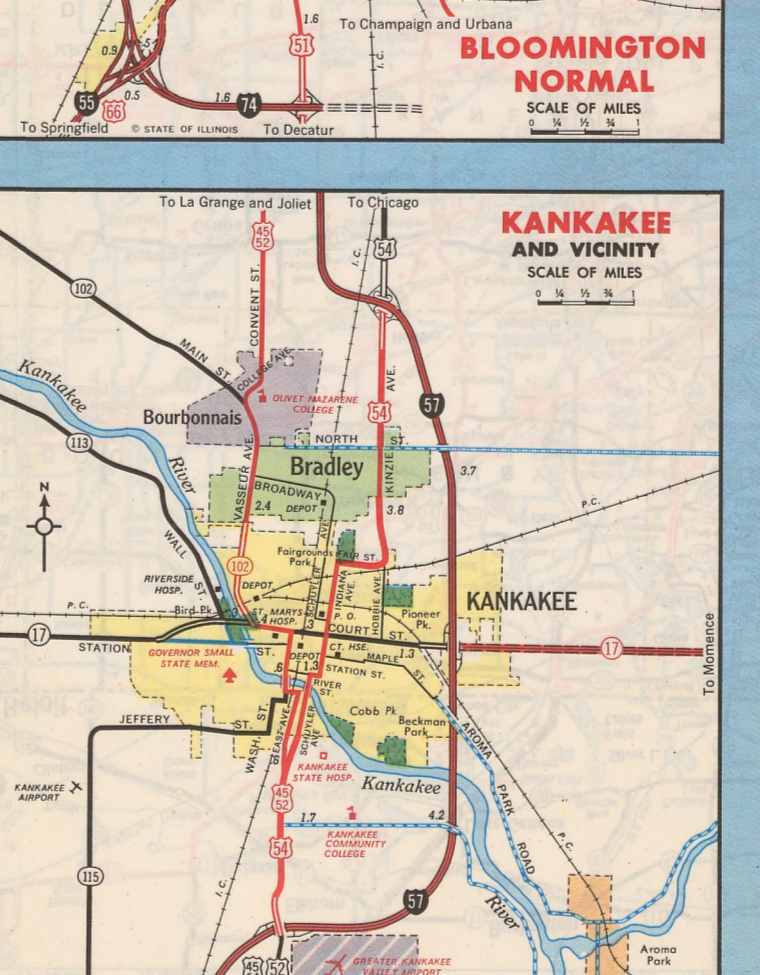 1.6
To Champaign and Urbana
BLOOMINGTON
NORMAL
SCALE OF MILES
0 ¼ ½ ¾ 1
51
I.C.
0.9
.5
0.5
55
66
1.6
74
To Springfield
© STATE OF ILLINOIS
To Decatur
To La Grange and Joliet
To Chicago
KANKAKEE
AND VICINITY
SCALE OF MILES
0 ¼ ½ ¾ 1
45
52
54
I.C.
102
CONVENT ST.
MAIN ST.
COLLEGE AVE.
Kankakee
River
OLIVET NAZARENE
COLLEGE
Bourbonnais
54
AVE.
57
113
NORTH ST.
Bradley
KINZIE
3.7
VASSEUR AVE.
BROADWAY
2.4
DEPOT
3.8
P.C.
N
WALL ST.
AVE.
Fairgrounds
Park
FAIR ST.
102
RIVERSIDE
HOSP.
DEPOT
SCHUYLER
INDIANA AVE.
HOBBIE AVE.
KANKAKEE
P.C.
Bird Pk.
.3
.4
ST. MARYS
HOSP.
.3
P. O.
Pioneer
Pk.
COURT ST.
17
STATION ST.
GOVERNOR SMALL
STATE MEM.
DEPOT
CT. HSE.
MAPLE ST.
1.3
17
To Momence
.6
1.3
STATION ST.
RIVER
ST.
JEFFERY ST.
WASH. ST.
EAST AVE.
SCHUYLER
AVE
Cobb Pk
Beckman
Park
AROMA PARK ROAD
KANKAKEE
STATE HOSP.
Kankakee
KANKAKEE
AIRPORT
45
52
1.7
4.2
KANKAKEE
COMMUNITY
COLLEGE
54
P.C.
115
I.C.
57
River
Aroma
Park
45
52
GREATER KANKAKEE
VALLEY AIRPORT